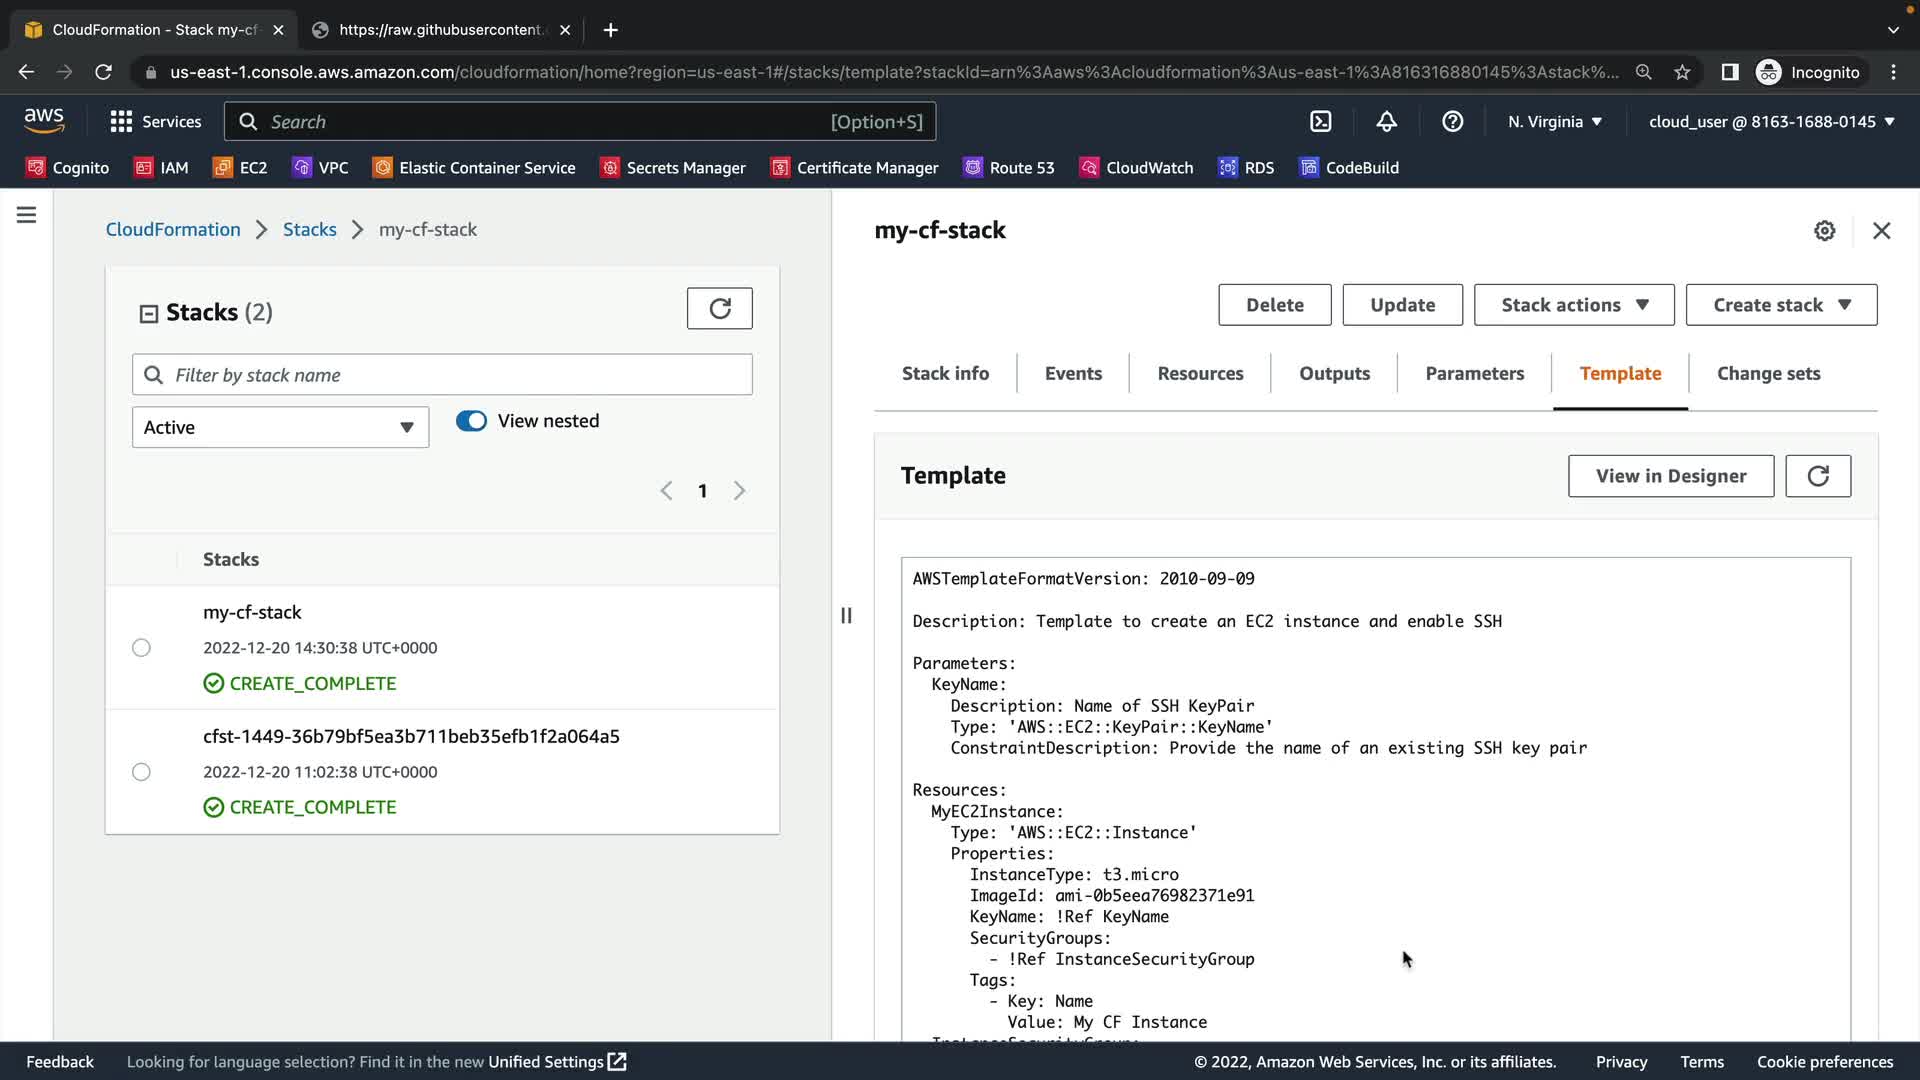 CloudFormation - Stack my-cf-
https://raw.githubusercontent.
us-east-1.console.aws.amazon.com/cloudformation/home?region=us-east-1#/stacks/template?stackId=arn%3Aaws%3Acloudformation%3Aus-east-1%3A816316880145%3Astack%...
Incognito
aws
Services
Search
[Option+S]
N. Virginia
cloud_user @ 8163-1688-0145
Cognito
IAM
EC2
VPC
Elastic Container Service
Secrets Manager
Certificate Manager
Route 53
CloudWatch
RDS
CodeBuild
CloudFormation
Stacks
my-cf-stack
Stacks (2)
Filter by stack name
Active
View nested
1
Stacks
my-cf-stack
2022-12-20 14:30:38 UTC+0000
CREATE_COMPLETE
cfst-1449-36b79bf5ea3b711beb35efb1f2a064a5
2022-12-20 11:02:38 UTC+0000
CREATE_COMPLETE
my-cf-stack
Delete
Update
Stack actions
Create stack
Stack info
Events
Resources
Outputs
Parameters
Template
Change sets
Template
View in Designer
AWSTemplateFormatVersion: 2010-09-09
Description: Template to create an EC2 instance and enable SSH
Parameters:
KeyName:
Description: Name of SSH KeyPair
Type: 'AWS::EC2::KeyPair::KeyName'
ConstraintDescription: Provide the name of an existing SSH key pair
Resources:
MyEC2Instance:
Type: 'AWS::EC2::Instance'
Properties:
InstanceType: t3.micro
ImageId: ami-0b5eea76982371e91
KeyName: !Ref KeyName
SecurityGroups:
- !Ref InstanceSecurityGroup
Tags:
- Key: Name
Value: My CF Instance
InstanceSecurityGroup:
Feedback
Looking for language selection? Find it in the new Unified Settings
© 2022, Amazon Web Services, Inc. or its affiliates.
Privacy
Terms
Cookie preferences